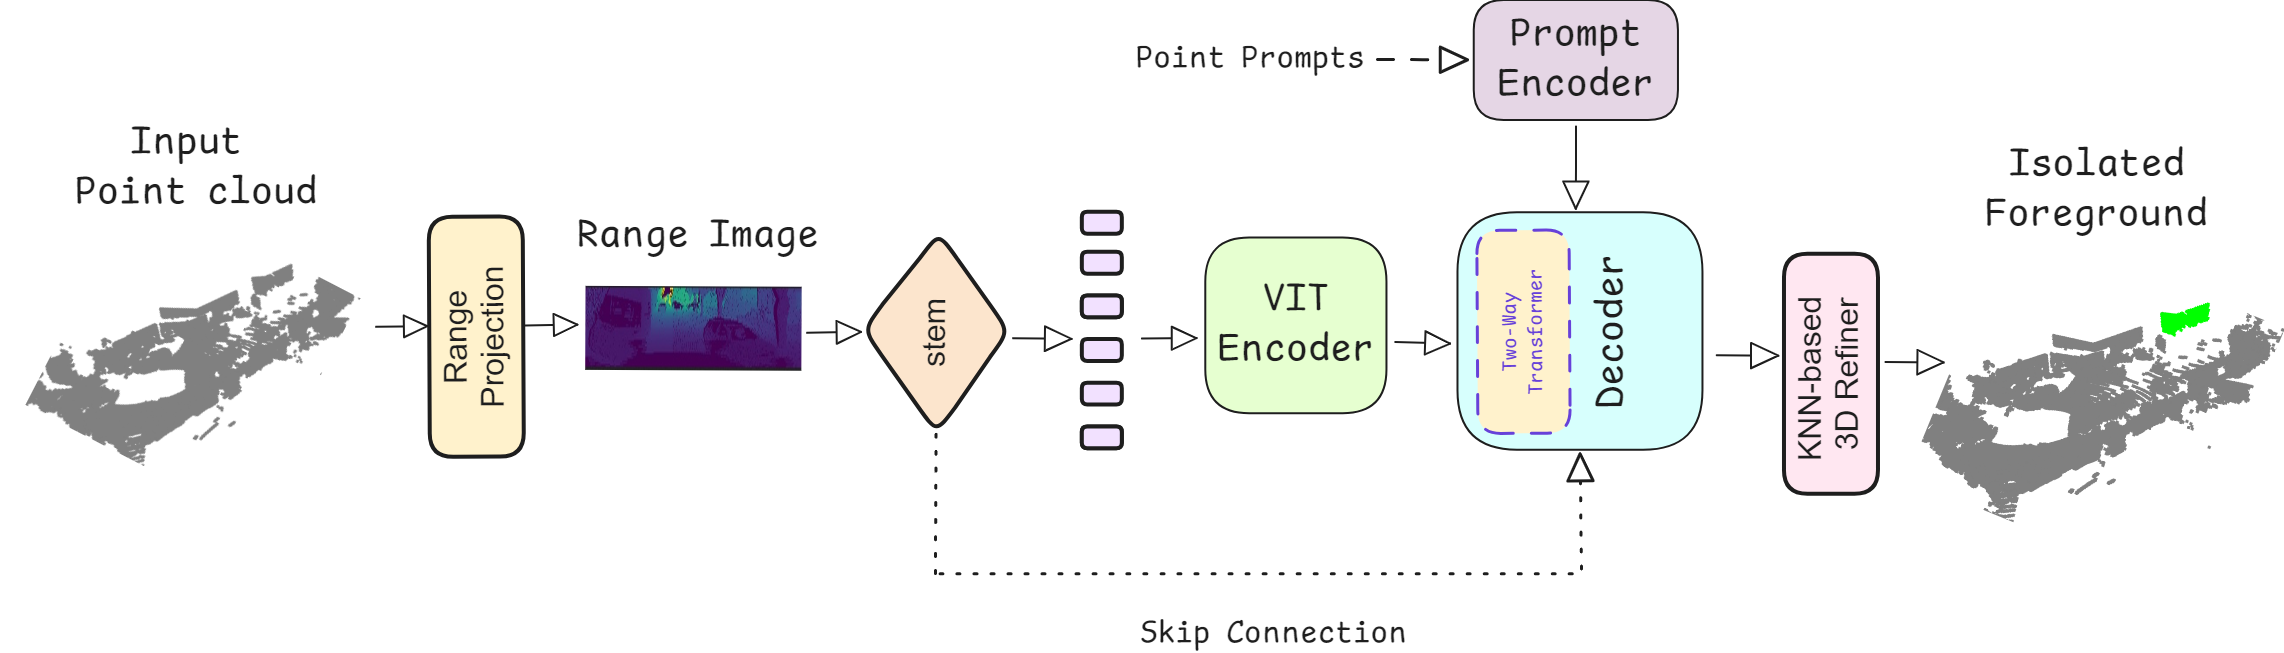 Input
Point cloud
Range
Projection
Range Image
stem
VIT
Encoder
Point Prompts
Prompt
Encoder
Two-Way
Transformer
Decoder
KNN-based
3D Refiner
Isolated
Foreground
Skip Connection